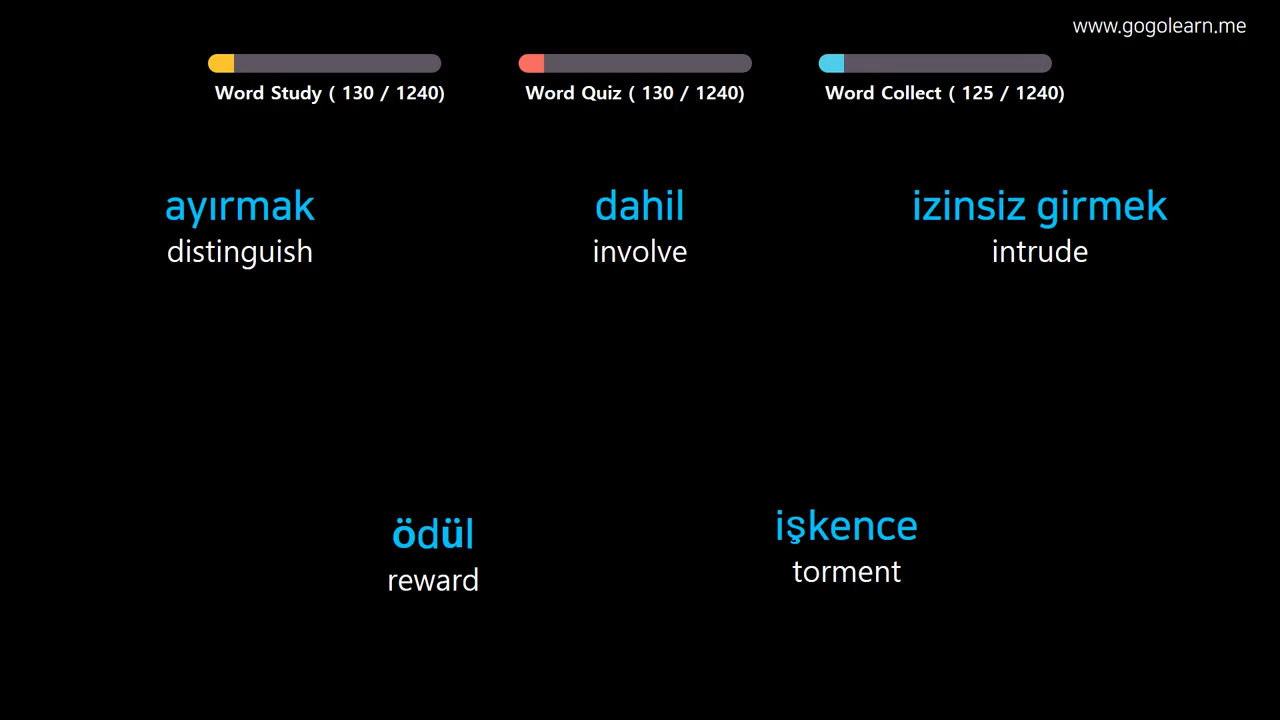 www.gogolearn.me
Word Study ( 130 / 1240)
Word Quiz ( 130 / 1240)
Word Collect ( 125 / 1240)
ayırmak
distinguish
dahil
involve
izinsiz girmek
intrude
ödül
reward
işkence
torment